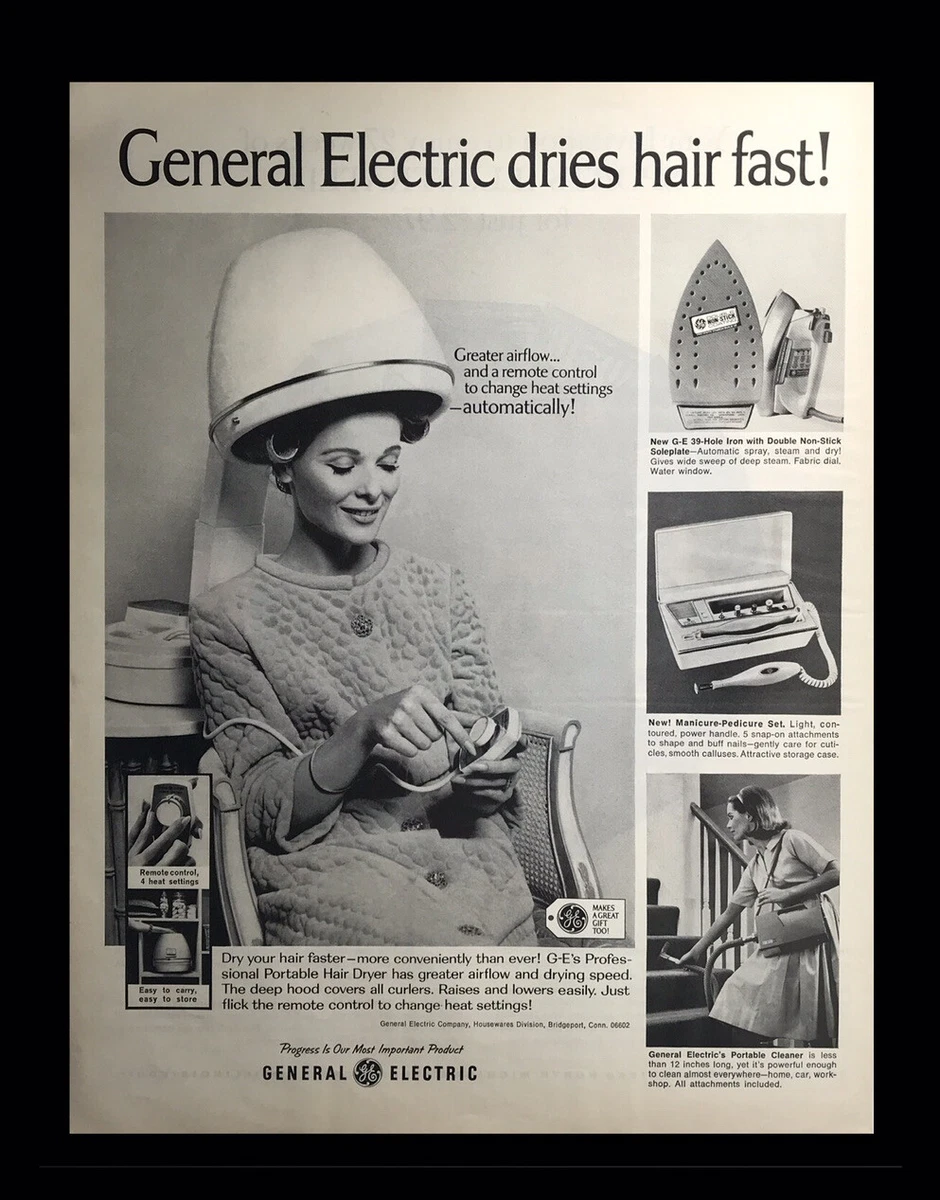 General Electric dries hair fast!
Greater airflow...
and a remote control
to change heat settings
—automatically!
Remote control,
4 heat settings
Easy to carry,
easy to store
MAKES
A GREAT
GIFT
TOO!
Dry your hair faster—more conveniently than ever! G-E's Profes-
sional Portable Hair Dryer has greater airflow and drying speed.
The deep hood covers all curlers. Raises and lowers easily. Just
flick the remote control to change heat settings!
General Electric Company, Housewares Division, Bridgeport, Conn. 06602
Progress Is Our Most Important Product
GENERAL GE ELECTRIC
NON STICK
New G-E 39-Hole Iron with Double Non-Stick
Soleplate—Automatic spray, steam and dry!
Gives wide sweep of deep steam. Fabric dial.
Water window.
New! Manicure-Pedicure Set. Light, con-
toured, power handle. 5 snap-on attachments
to shape and buff nails—gently care for cuti-
cles, smooth calluses. Attractive storage case.
General Electric's Portable Cleaner is less
than 12 inches long, yet it's powerful enough
to clean almost everywhere—home, car, work-
shop. All attachments included.